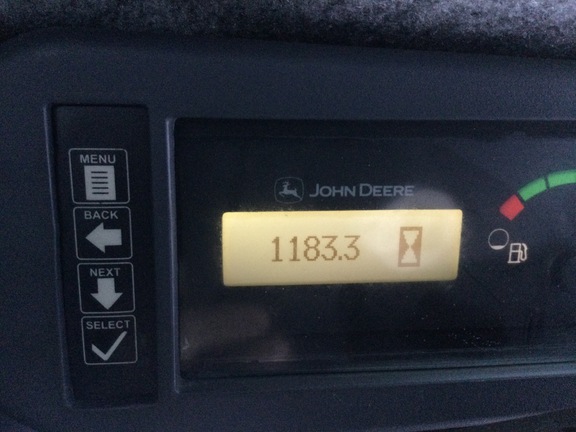 MENU
BACK
NEXT
SELECT
JOHN DEERE
1183.3